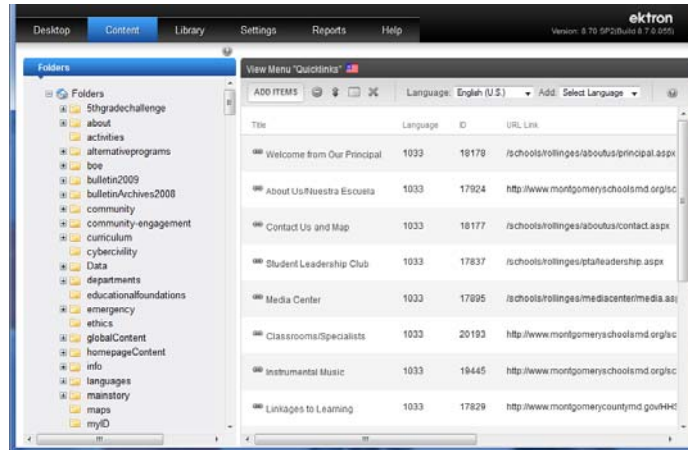 ektron
Desktop Content Library Settings Reports Help
Version: 8.70 SP2(Build 8.7.0.055)
Folders
View Menu "Quicklinks"
ADD ITEMS Language: English (U.S.) Add: Select Language
Folders
5thgradechallenge
about
activities
alternativeprograms
boe
bulletin2009
bulletinArchives2008
community
community-engagement
curriculum
cybercivility
Data
departments
educationalfoundations
emergency
ethics
globalContent
homepageContent
info
languages
mainstory
maps
myID
Title Language ID URL Link
Welcome from Our Principal 1033 18178 /schools/rollinges/aboutus/principal.aspx
About Us/Nuestra Escuela 1033 17924 http://www.montgomeryschoolsmd.org/sc
Contact Us and Map 1033 18177 /schools/rollinges/aboutus/contact.aspx
Student Leadership Club 1033 17837 /schools/rollinges/pta/leadership.aspx
Media Center 1033 17895 /schools/rollinges/mediacenter/media.as
Classrooms/Specialists 1033 20193 http://www.montgomeryschoolsmd.org/sc
Instrumental Music 1033 19445 http://www.montgomeryschoolsmd.org/sc
Linkages to Learning 1033 17829 http://www.montgomerycountymd.gov/HHS